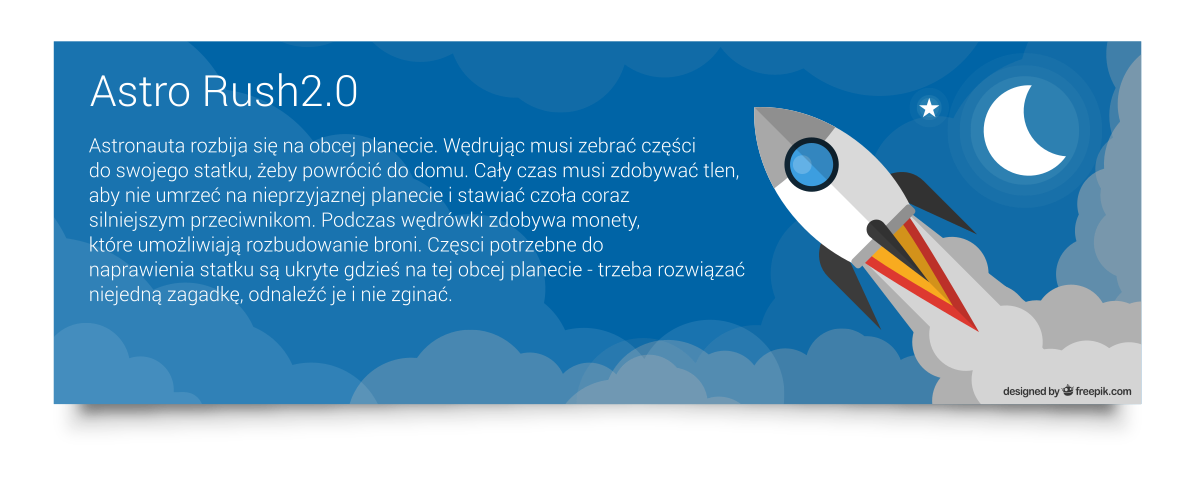 Astro Rush2.0
Astronauta rozbija się na obcej planecie. Wędrując musi zebrać części
do swojego statku, żeby powrócić do domu. Cały czas musi zdobywać tlen,
aby nie umrzeć na nieprzyjaznej planecie i stawiać czoła coraz
silniejszym przeciwnikom. Podczas wędrówki zdobywa monety,
które umożliwiają rozbudowanie broni. Częsci potrzebne do
naprawienia statku są ukryte gdzieś na tej obcej planecie - trzeba rozwiązać
niejedną zagadkę, odnaleźć je i nie zginać.
designed by freepik.com